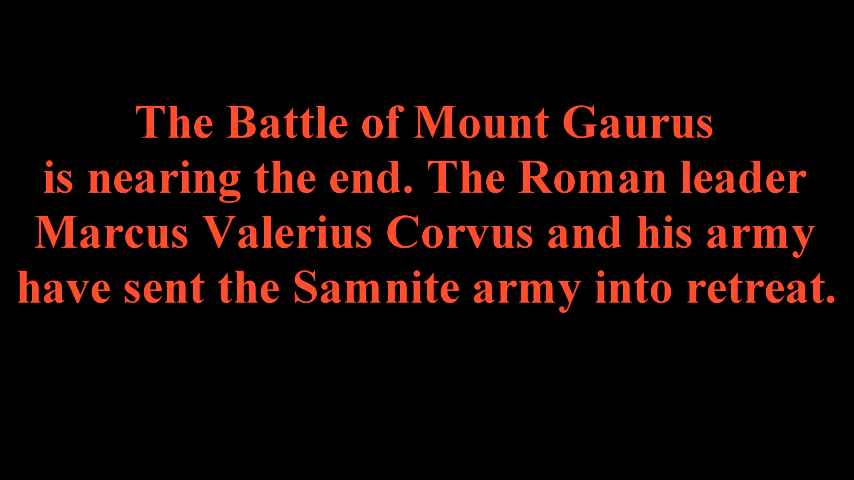 The Battle of Mount Gaurus
is nearing the end. The Roman leader
Marcus Valerius Corvus and his army
have sent the Samnite army into retreat.